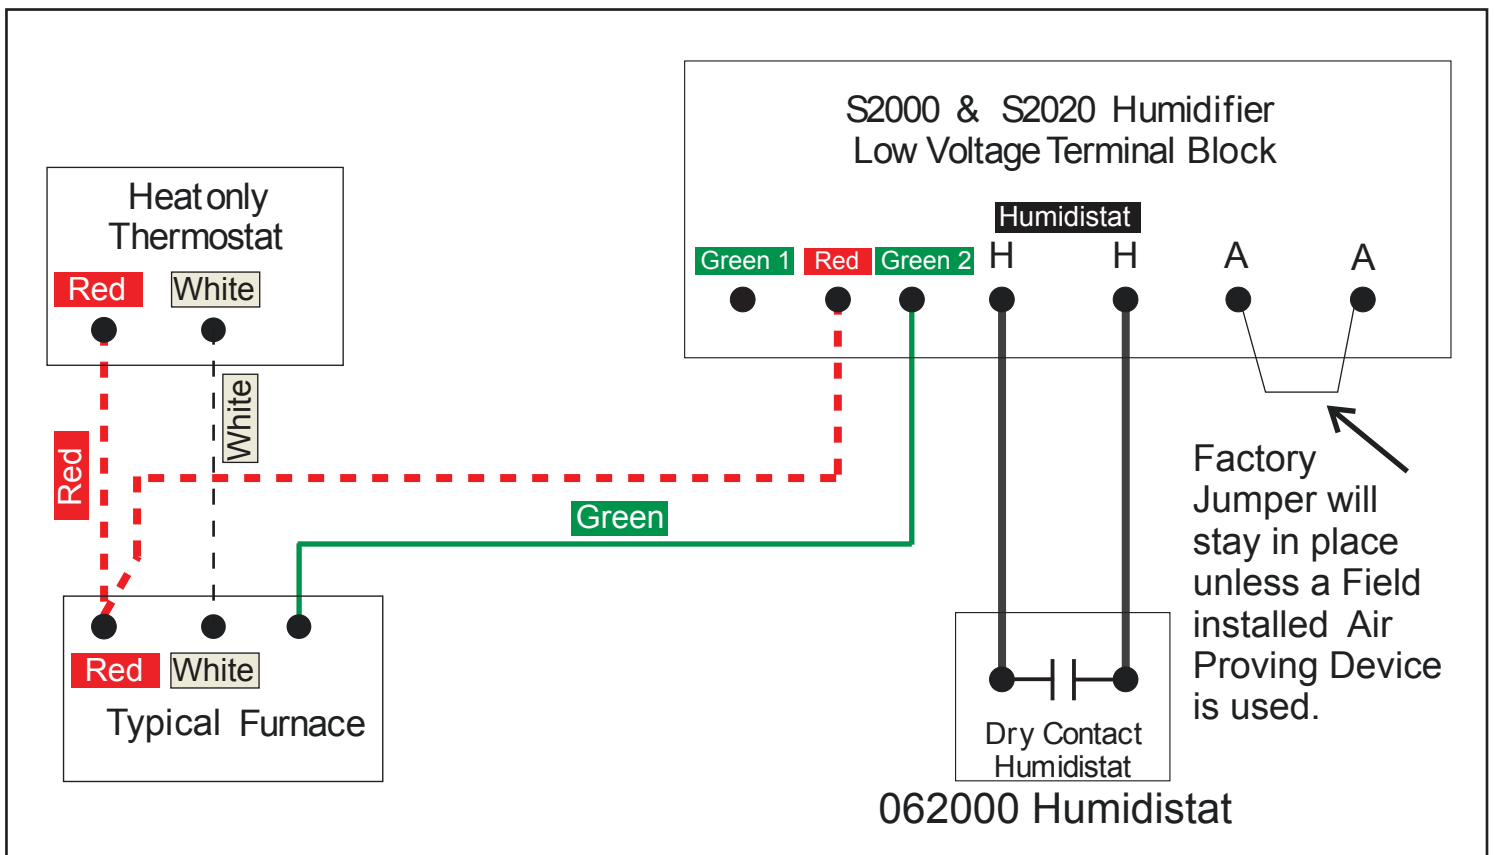 S2000 & S2020 Humidifier
Low Voltage Terminal Block
Humidistat
Green 1 Red Green 2 H H A A
Heat only
Thermostat
Red White
Red
White
Green
Red White
Typical Furnace
Dry Contact
Humidistat
062000 Humidistat
Factory
Jumper will
stay in place
unless a Field
installed Air
Proving Device
is used.